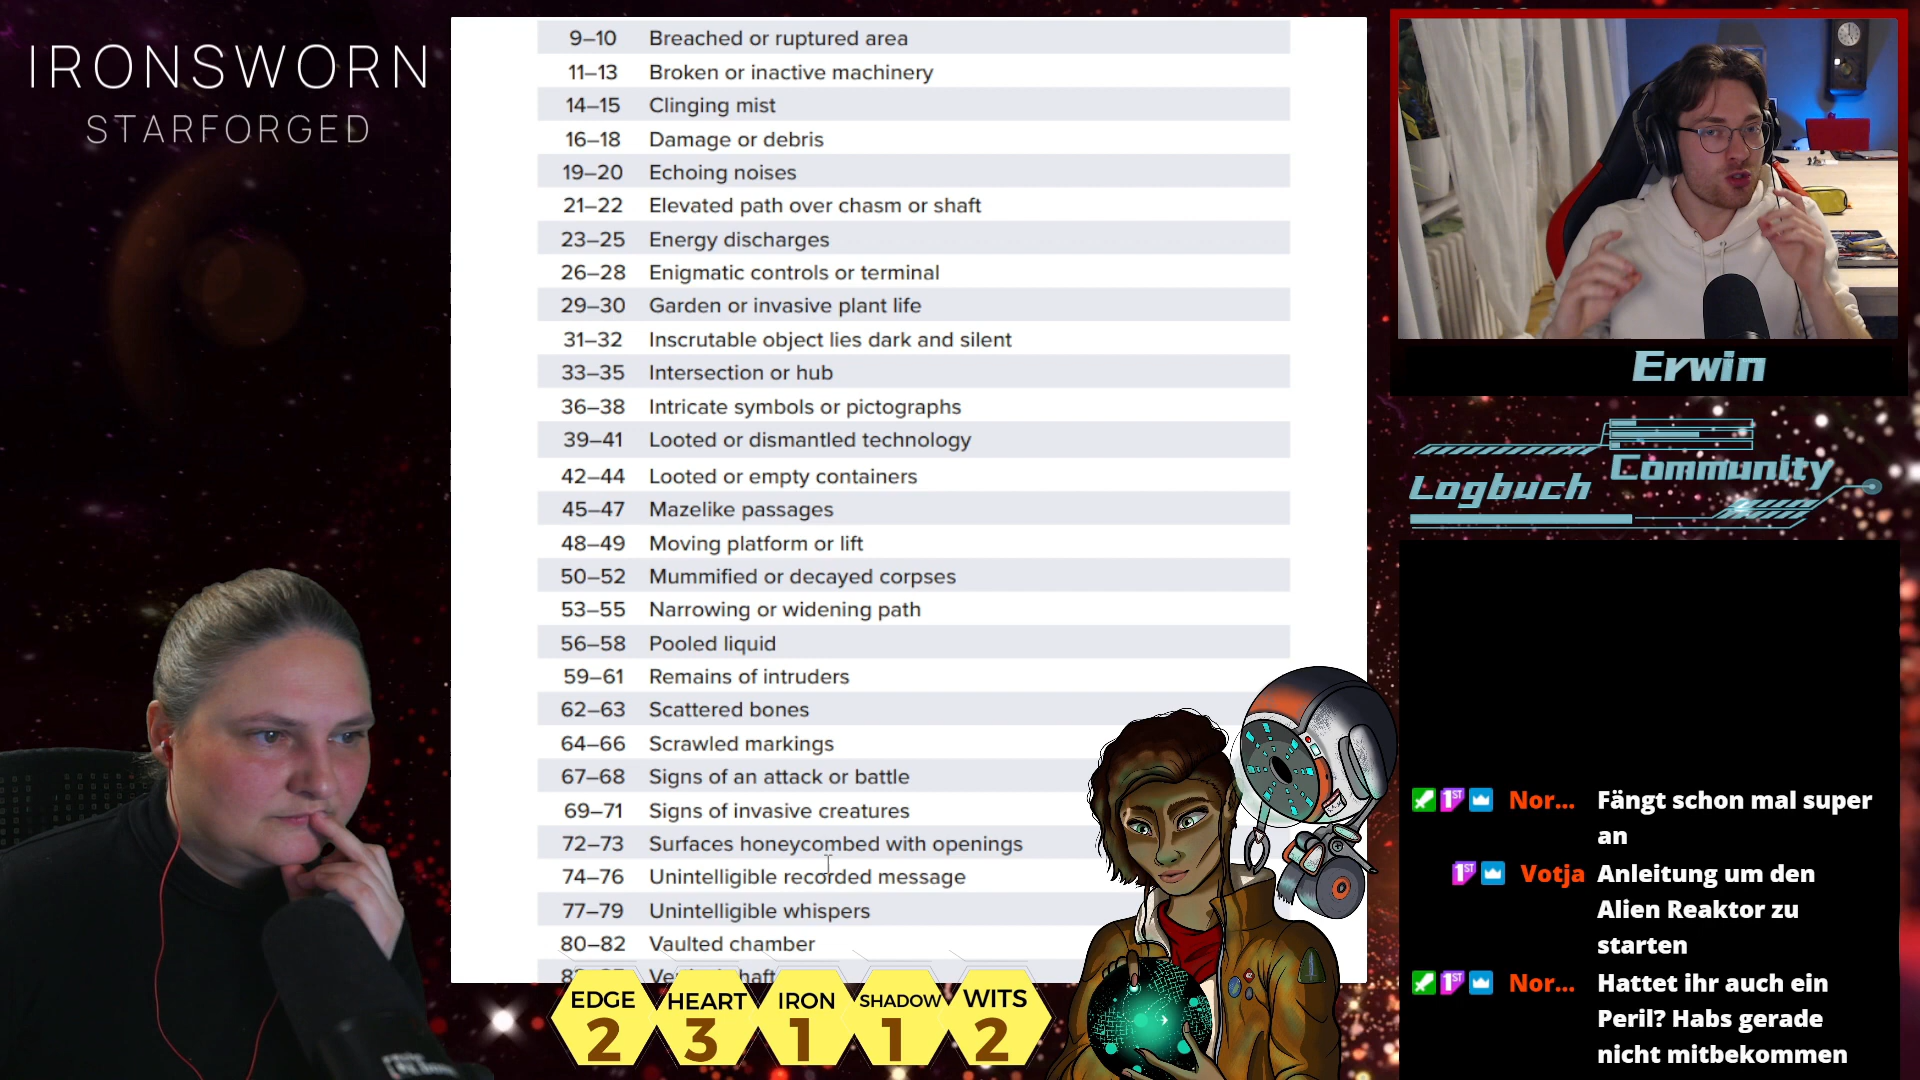 IRONSWORN
STARFORGED
9–10 Breached or ruptured area
11–13 Broken or inactive machinery
14–15 Clinging mist
16–18 Damage or debris
19–20 Echoing noises
21–22 Elevated path over chasm or shaft
23–25 Energy discharges
26–28 Enigmatic controls or terminal
29–30 Garden or invasive plant life
31–32 Inscrutable object lies dark and silent
33–35 Intersection or hub
36–38 Intricate symbols or pictographs
39–41 Looted or dismantled technology
42–44 Looted or empty containers
45–47 Mazelike passages
48–49 Moving platform or lift
50–52 Mummified or decayed corpses
53–55 Narrowing or widening path
56–58 Pooled liquid
59–61 Remains of intruders
62–63 Scattered bones
64–66 Scrawled markings
67–68 Signs of an attack or battle
69–71 Signs of invasive creatures
72–73 Surfaces honeycombed with openings
74–76 Unintelligible recorded message
77–79 Unintelligible whispers
80–82 Vaulted chamber
EDGE HEART IRON SHADOW WITS
2 3 1 1 2
Erwin
Logbuch Community
1ST Nor... Fängt schon mal super
an
1ST Votja Anleitung um den
Alien Reaktor zu
starten
1ST Nor... Hattet ihr auch ein
Peril? Habs gerade
nicht mitbekommen